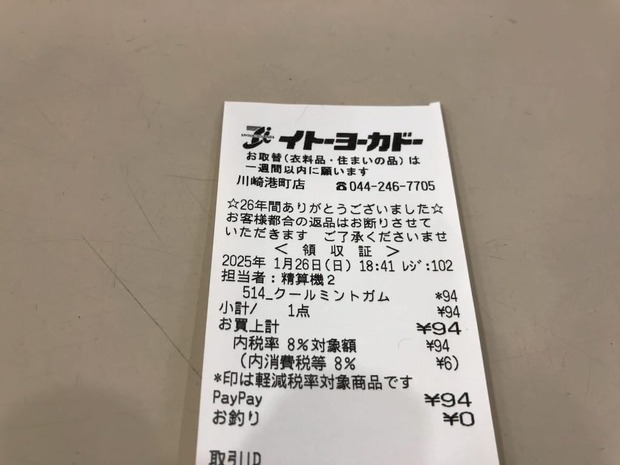 イトーヨーカドー
お取替(衣料品・住まいの品)は
一週間以内に願います
川崎港町店 ☎044-246-7705
☆26年間ありがとうございました☆
お客様都合の返品はお断りさせて
いただきます ご了承くださいませ
<領収証>
2025年 1月26日(日) 18:41 レジ:102
担当者:精算機2
514_クールミントガム *94
小計/ 1点 ¥94
お買上計 ¥94
内税率 8%対象額 ¥94
(内消費税等 8% ¥6)
*印は軽減税率対象商品です
PayPay ¥94
お釣り ¥0
取引ID